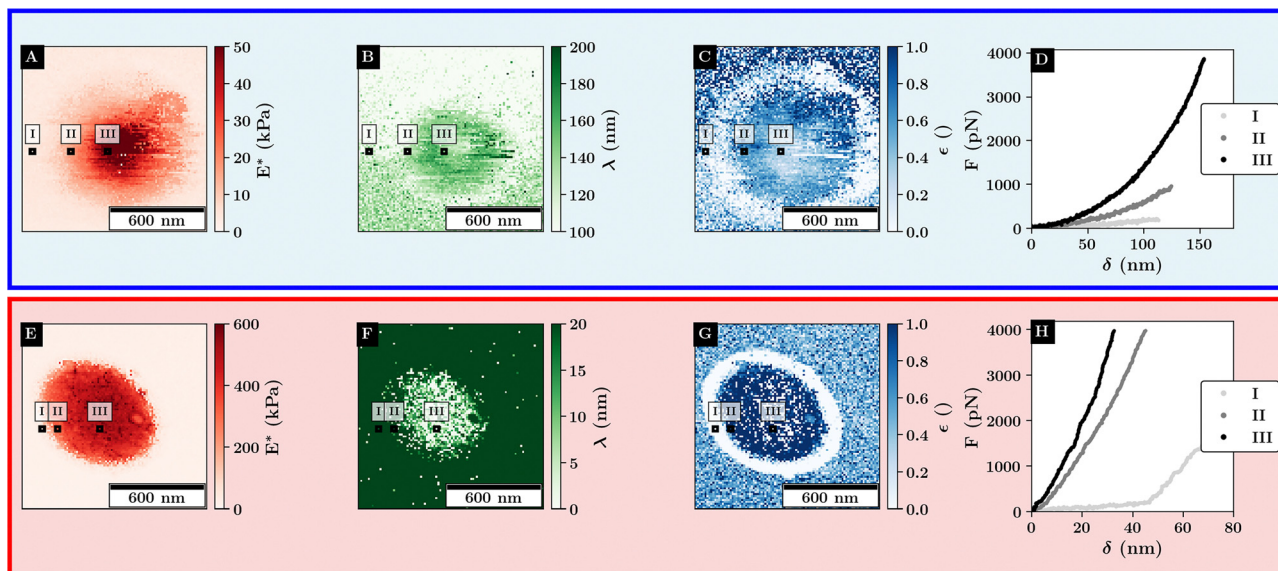 A
I
II
III
600 nm
50
40
30
20
10
0
E* (kPa)
B
I
II
III
600 nm
200
180
160
140
120
100
λ (nm)
C
I
II
III
600 nm
1.0
0.8
0.6
0.4
0.2
0.0
ϵ ()
D
4000
3000
2000
1000
0
F (pN)
0 50 100 150
δ (nm)
I
II
III
E
I II III
600 nm
600
400
200
0
E* (kPa)
F
I II III
600 nm
20
15
10
5
0
λ (nm)
G
I II III
600 nm
1.0
0.8
0.6
0.4
0.2
0.0
ϵ ()
H
4000
3000
2000
1000
0
F (pN)
0 20 40 60 80
δ (nm)
I
II
III